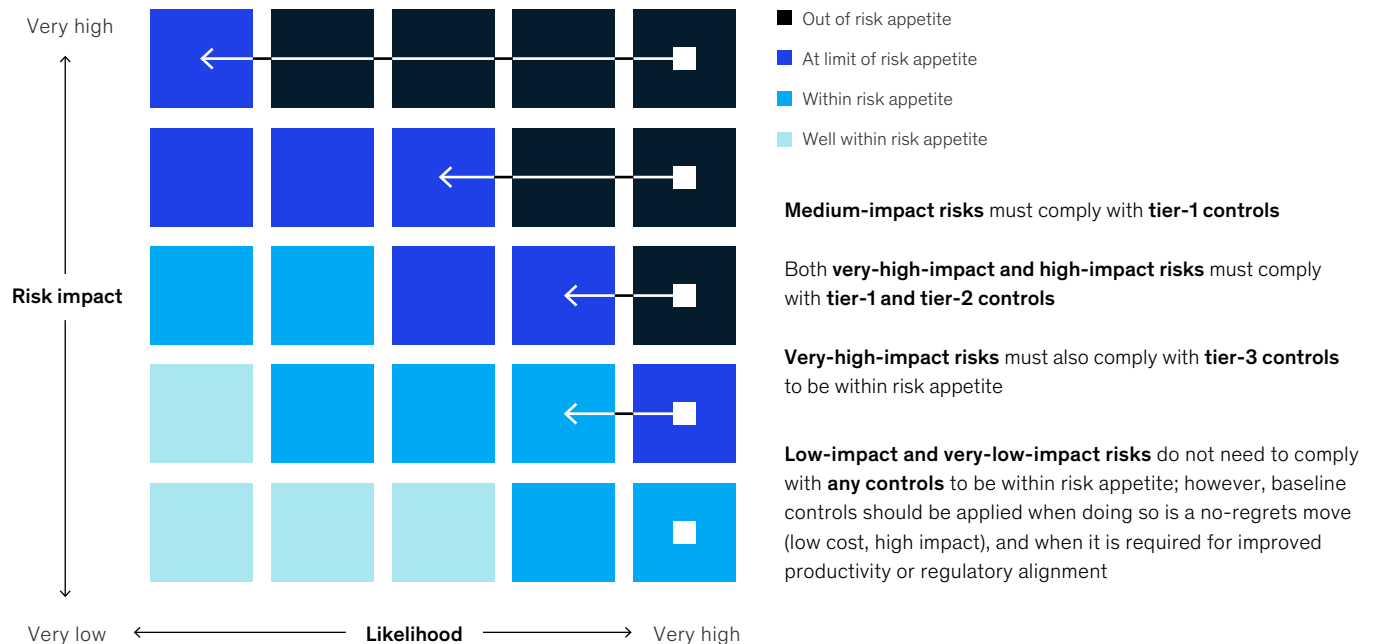 Very high
Risk impact
Very low
Likelihood
Very high
Out of risk appetite
At limit of risk appetite
Within risk appetite
Well within risk appetite
Medium-impact risks must comply with tier-1 controls
Both very-high-impact and high-impact risks must comply
with tier-1 and tier-2 controls
Very-high-impact risks must also comply with tier-3 controls
to be within risk appetite
Low-impact and very-low-impact risks do not need to comply
with any controls to be within risk appetite; however, baseline
controls should be applied when doing so is a no-regrets move
(low cost, high impact), and when it is required for improved
productivity or regulatory alignment